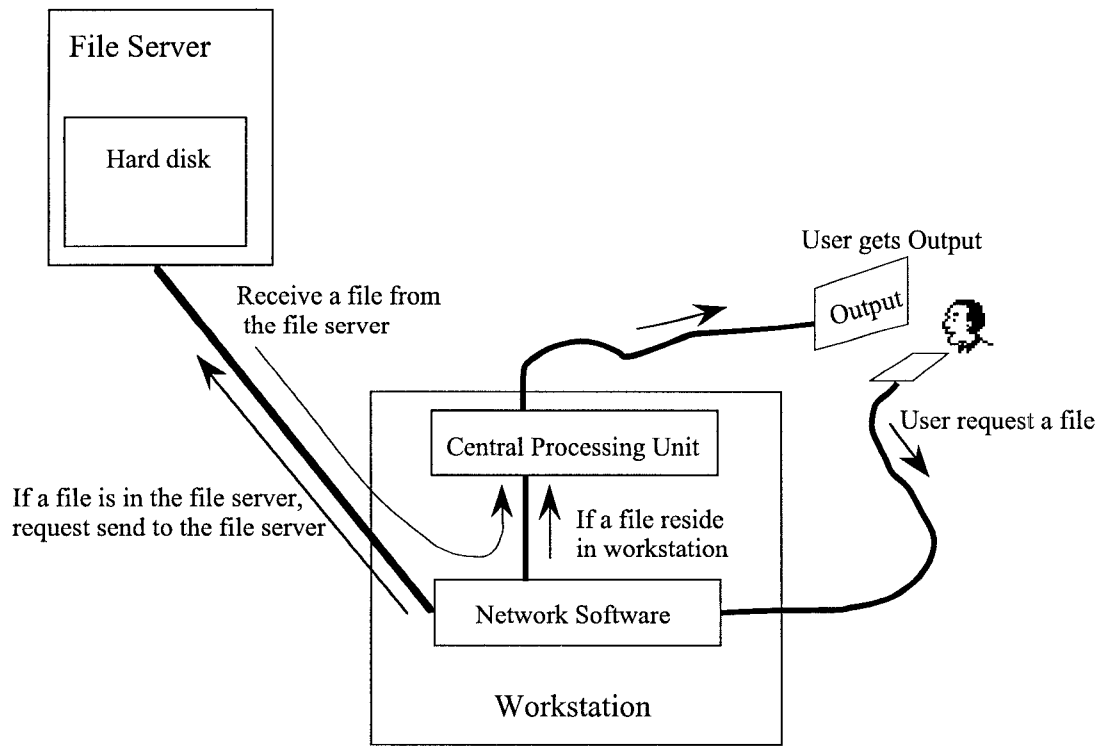 File Server
Hard disk
User gets Output
Output
Receive a file from
the file server
User request a file
Central Processing Unit
If a file is in the file server,
request send to the file server
If a file reside
in workstation
Network Software
Workstation